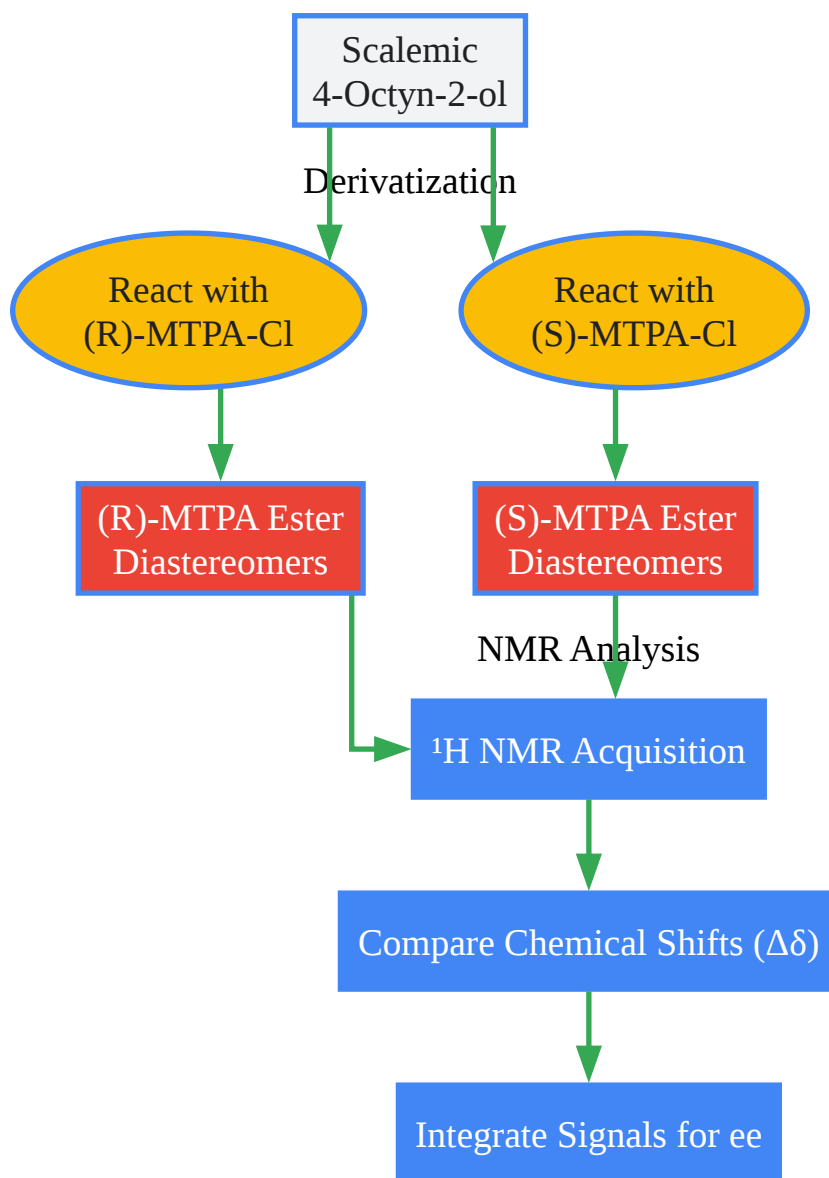 Scalemic
4-Octyn-2-ol
Derivatization
React with
(R)-MTPA-Cl
React with
(S)-MTPA-Cl
(R)-MTPA Ester
Diastereomers
(S)-MTPA Ester
Diastereomers
NMR Analysis
¹H NMR Acquisition
Compare Chemical Shifts (Δδ)
Integrate Signals for ee